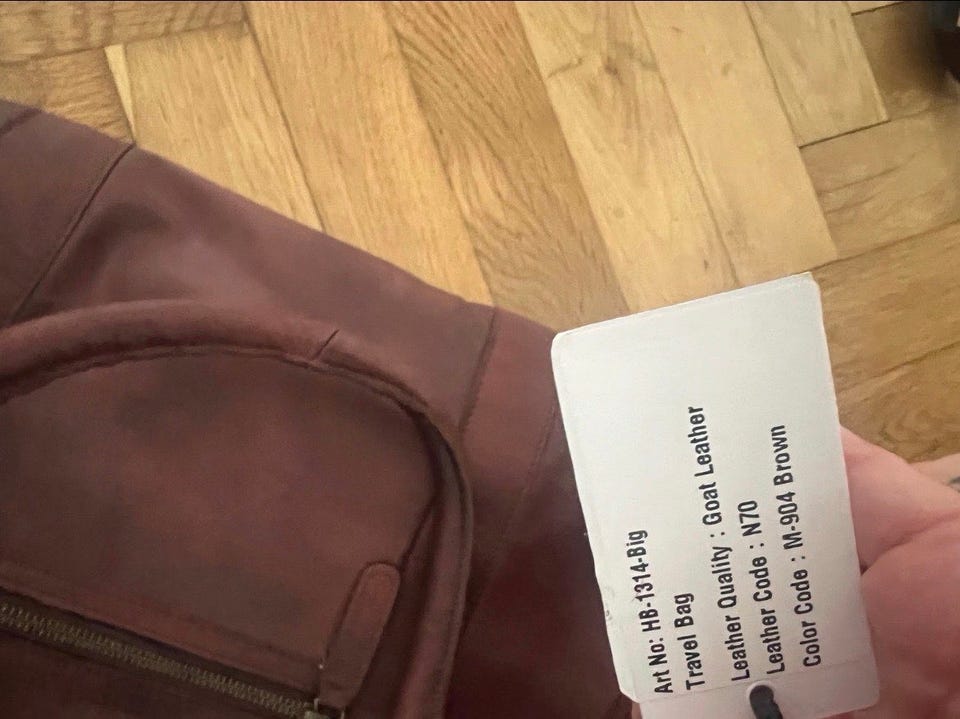 Art No: HB-1314-Big
Travel Bag
Leather Quality : Goat Leather
Leather Code : N70
Color Code : M-904 Brown